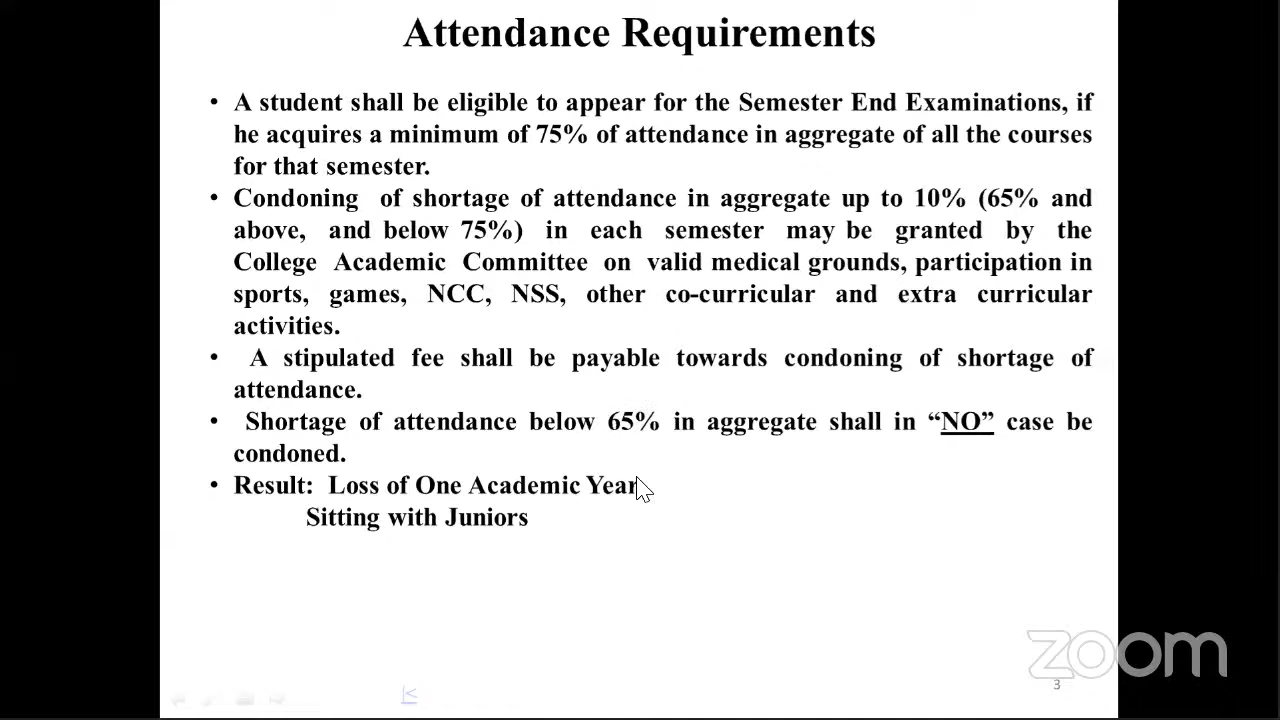 Attendance Requirements
• A student shall be eligible to appear for the Semester End Examinations, if
he acquires a minimum of 75% of attendance in aggregate of all the courses
for that semester.
• Condoning of shortage of attendance in aggregate up to 10% (65% and
above, and below 75%) in each semester may be granted by the
College Academic Committee on valid medical grounds, participation in
sports, games, NCC, NSS, other co-curricular and extra curricular
activities.
• A stipulated fee shall be payable towards condoning of shortage of
attendance.
• Shortage of attendance below 65% in aggregate shall in “NO” case be
condoned.
• Result: Loss of One Academic Year
Sitting with Juniors
zoom
3